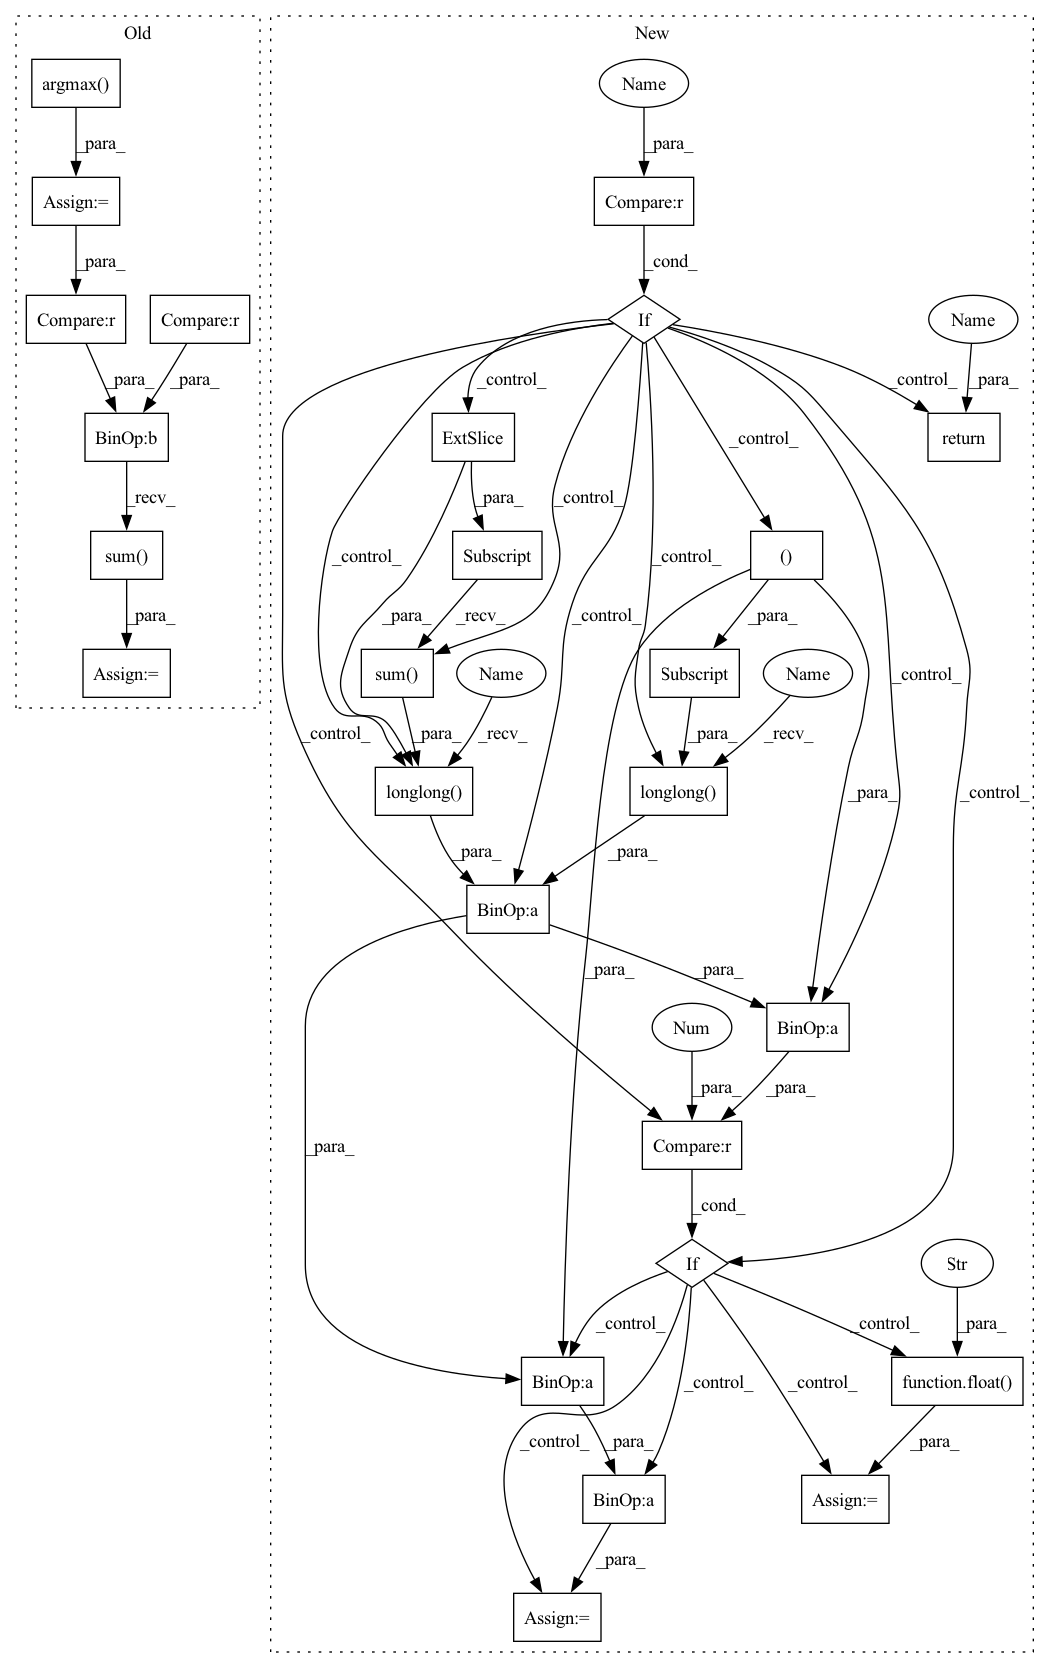 Old
New
argmax()
Name
_para_
_para_
Assign:=
Compare:r
_para_
_cond_
Compare:r
Compare:r
If
Name
_para_
_para_
_control_
_control_
_para_
BinOp:b
ExtSlice
return
_control_
_recv_
_para_
_control_
sum()
Subscript
()
_control_
_control_
_para_
_para_
_recv_
_control_
_para_
Assign:=
sum()
Name
Subscript
Name
_control_
_control_
_para_
_recv_
_para_
_recv_
longlong()
longlong()
_para_
_control_
_para_
_para_
BinOp:a
_para_
_para_
Num
BinOp:a
_para_
_para_
_para_
Compare:r
_cond_
If
Str
_control_
_control_
_para_
BinOp:a
function.float()
_control_
_control_
_control_
_para_
_para_
BinOp:a
Assign:=
_para_
Assign:=